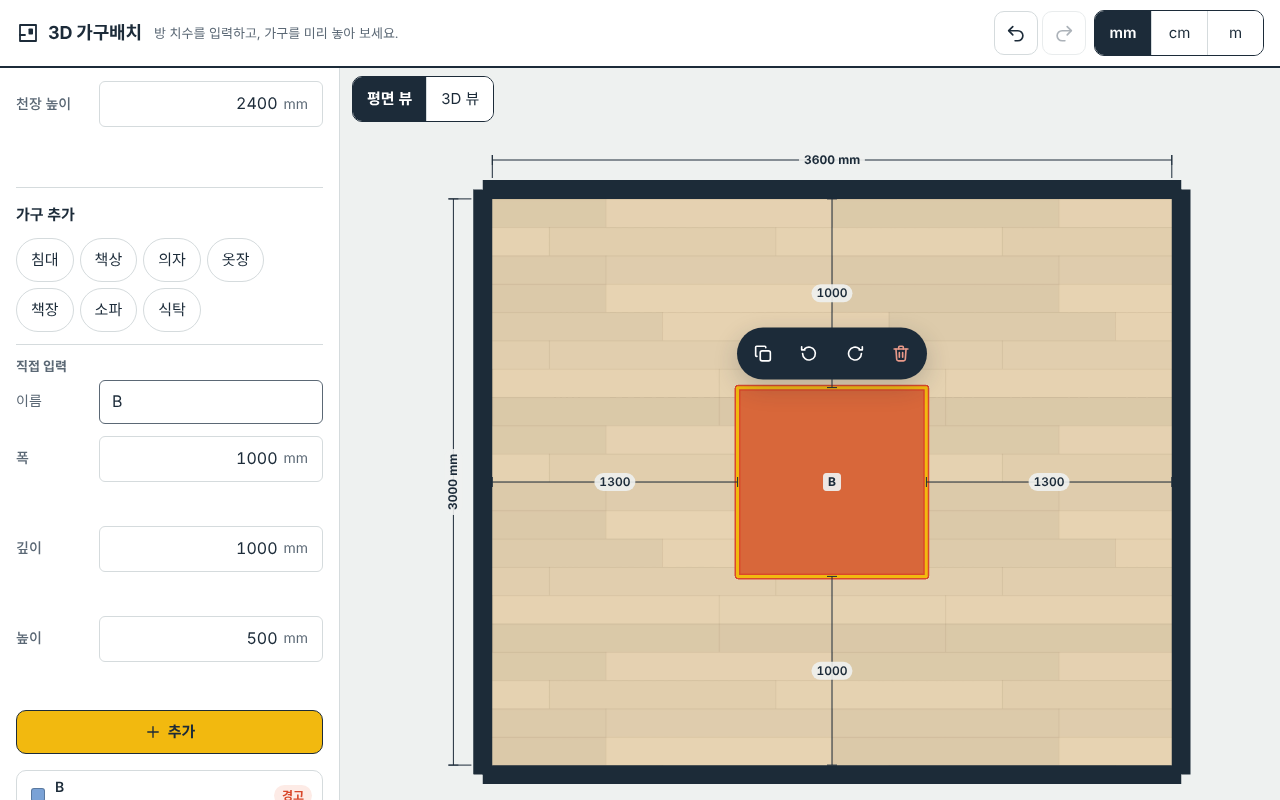 3D 가구배치
방 치수를 입력하고, 가구를 미리 놓아 보세요.
mm cm m
천장 높이 2400 mm
가구 추가
침대 책상 의자 옷장
책장 소파 식탁
직접 입력
이름 B
폭 1000 mm
깊이 1000 mm
높이 500 mm
+ 추가
B
경고
평면 뷰 3D 뷰
3600 mm
3000 mm
1000
1300 B 1300
1000